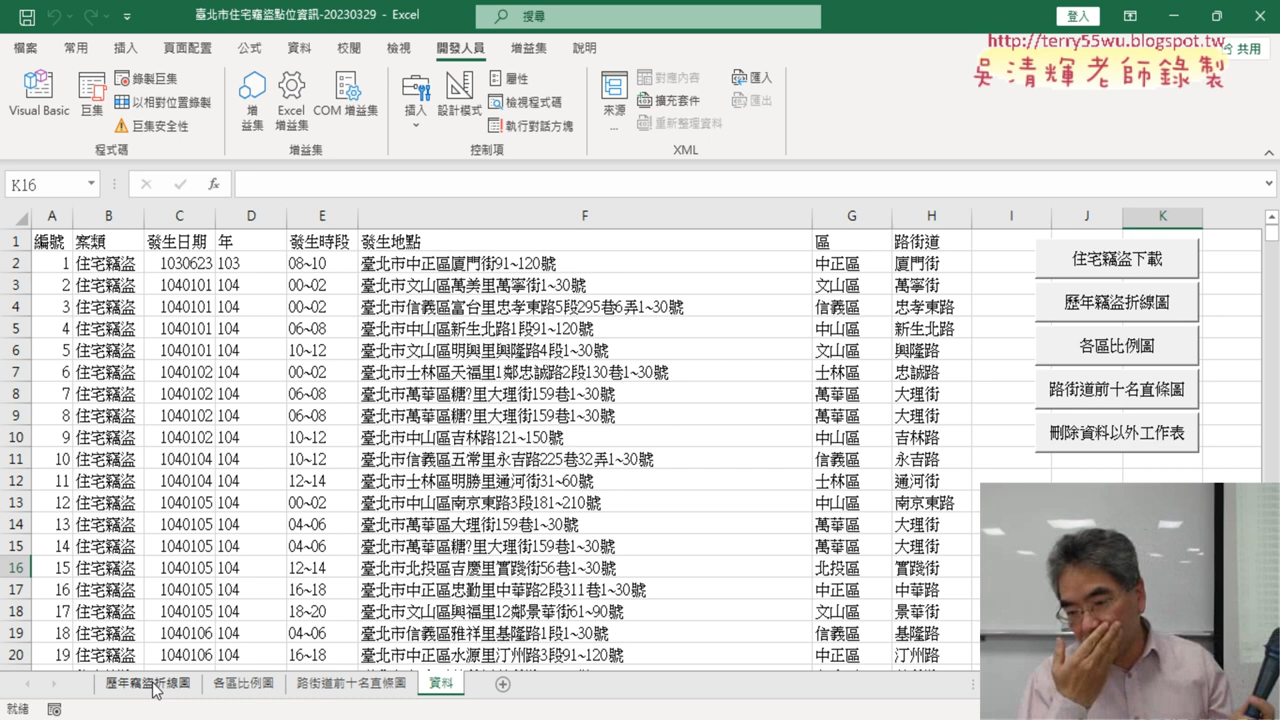 臺北市住宅竊盜點位資訊-20230329 - Excel
搜尋
登入
檔案 常用 插入 頁面配置 公式 資料 校閱 檢視 開發人員 增益集 說明
共用
http://terry55wu.blogspot.tw
吳清輝老師錄製
Visual Basic
巨集
錄製巨集
以相對位置錄製
巨集安全性
程式碼
增益集
Excel 增益集
COM 增益集
增益集
插入
設計模式
屬性
檢視程式碼
執行對話方塊
控制項
來源...
對應內容
擴充套件
重新整理資料
匯入
匯出
XML
K16
fx
A B C D E F G H I J K
1 編號 案類 發生日期 年 發生時段 發生地點 區 路街道
2 1 住宅竊盜 1030623 103 08~10 臺北市中正區廈門街91~120號 中正區 廈門街
3 2 住宅竊盜 1040101 104 00~02 臺北市文山區萬美里萬寧街1~30號 文山區 萬寧街
4 3 住宅竊盜 1040101 104 00~02 臺北市信義區富台里忠孝東路5段295巷6弄1~30號 信義區 忠孝東路
5 4 住宅竊盜 1040101 104 06~08 臺北市中山區新生北路1段91~120號 中山區 新生北路
6 5 住宅竊盜 1040101 104 10~12 臺北市文山區明興里興隆路4段1~30號 文山區 興隆路
7 6 住宅竊盜 1040102 104 00~02 臺北市士林區天福里1鄰忠誠路2段130巷1~30號 士林區 忠誠路
8 7 住宅竊盜 1040102 104 06~08 臺北市萬華區糖?里大理街159巷1~30號 萬華區 大理街
9 8 住宅竊盜 1040102 104 06~08 臺北市萬華區糖?里大理街159巷1~30號 萬華區 大理街
10 9 住宅竊盜 1040102 104 10~12 臺北市中山區吉林路121~150號 中山區 吉林路
11 10 住宅竊盜 1040104 104 10~12 臺北市信義區五常里永吉路225巷32弄1~30號 信義區 永吉路
12 11 住宅竊盜 1040104 104 12~14 臺北市士林區明勝里通河街31~60號 士林區 通河街
13 12 住宅竊盜 1040105 104 00~02 臺北市中山區南京東路3段181~210號 中山區 南京東路
14 13 住宅竊盜 1040105 104 04~06 臺北市萬華區大理街159巷1~30號 萬華區 大理街
15 14 住宅竊盜 1040105 104 04~06 臺北市萬華區糖?里大理街159巷1~30號 萬華區 大理街
16 15 住宅竊盜 1040105 104 12~14 臺北市北投區吉慶里實踐街56巷1~30號 北投區 實踐街
17 16 住宅竊盜 1040105 104 16~18 臺北市中正區忠勤里中華路2段311巷1~30號 中正區 中華路
18 17 住宅竊盜 1040105 104 18~20 臺北市文山區興福里12鄰景華街61~90號 文山區 景華街
19 18 住宅竊盜 1040106 104 04~06 臺北市信義區雅祥里基隆路1段1~30號 信義區 基隆路
20 19 住宅竊盜 1040106 104 16~18 臺北市中正區水源里汀州路3段91~120號 中正區 汀州路
住宅竊盜下載
歷年竊盜折線圖
各區比例圖
路街道前十名直條圖
刪除資料以外工作表
歷年竊盜折線圖 各區比例圖 路街道前十名直條圖 資料
就緒